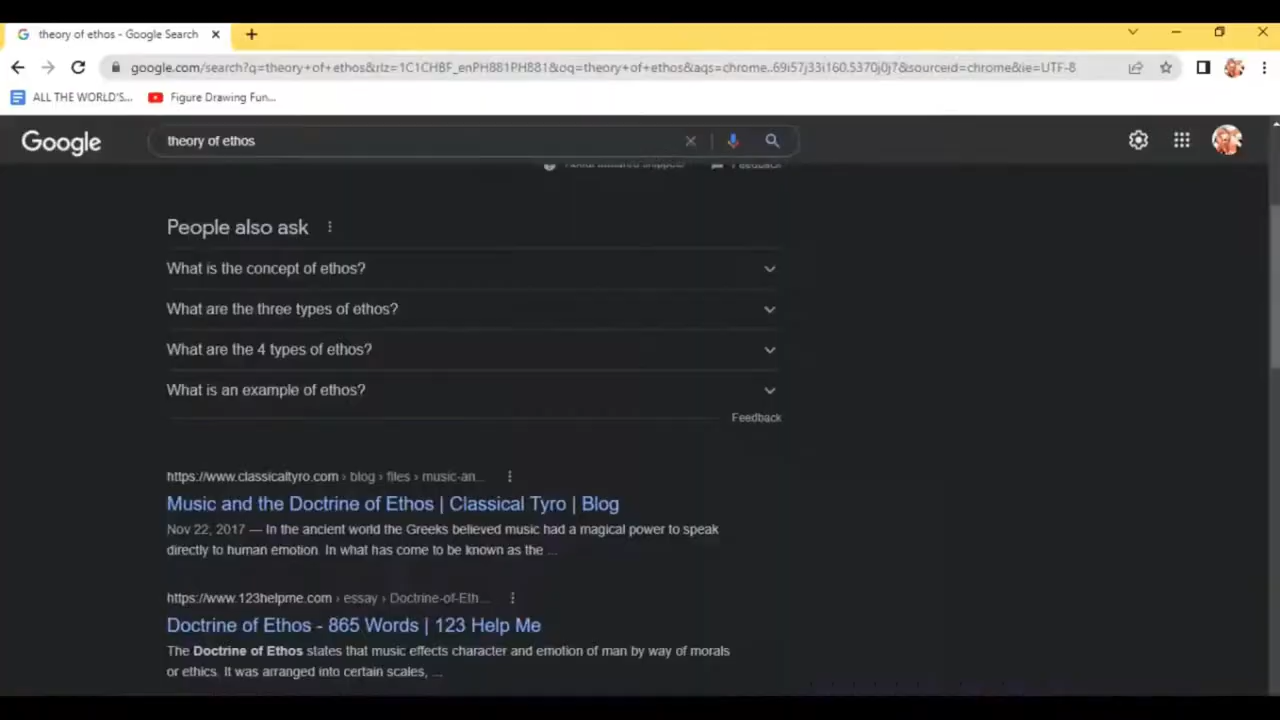 theory of ethos - Google Search
google.com/search?q=theory+of+ethos&rlz=1C1CHBF_enPH881PH881&oq=theory+of+ethos&aqs=chrome..69i57j33i160.5370j0j7&sourceid=chrome&ie=UTF-8
ALL THE WORLD'S... Figure Drawing Fun...
Google theory of ethos
Feedback
People also ask
What is the concept of ethos?
What are the three types of ethos?
What are the 4 types of ethos?
What is an example of ethos?
Feedback
https://www.classicaltyro.com › blog › files › music-an...
Music and the Doctrine of Ethos | Classical Tyro | Blog
Nov 22, 2017 — In the ancient world the Greeks believed music had a magical power to speak
directly to human emotion. In what has come to be known as the ...
https://www.123helpme.com › essay › Doctrine-of-Eth...
Doctrine of Ethos - 865 Words | 123 Help Me
The Doctrine of Ethos states that music effects character and emotion of man by way of morals
or ethics. It was arranged into certain scales, ...